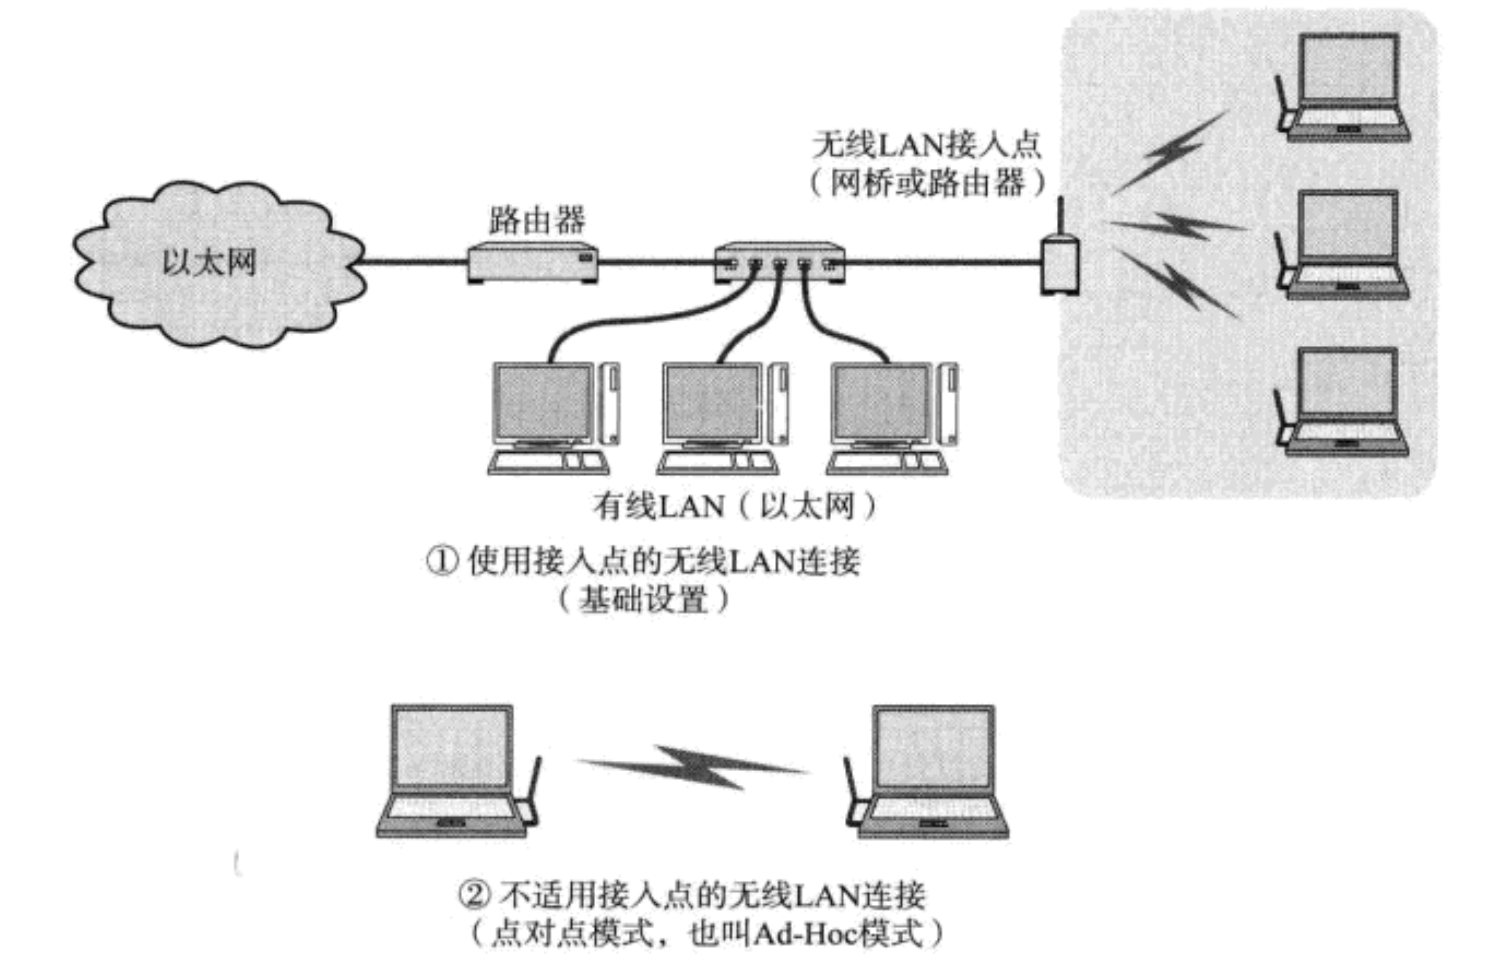 无线LAN接入点
（网桥或路由器）
路由器
以太网
有线LAN（以太网）
① 使用接入点的无线LAN连接
（基础设置）
② 不适用接入点的无线LAN连接
（点对点模式，也叫Ad-Hoc模式）